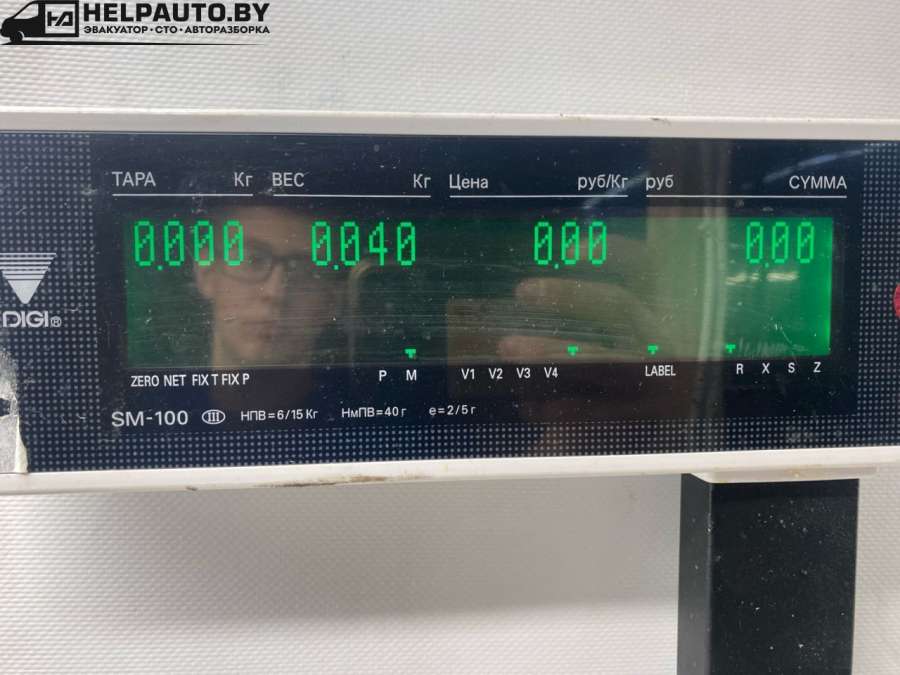 HELPAUTO.BY
ЭВАКУАТОР•СТО•АВТОРАЗБОРКА
ТАРА Кг ВЕС Кг Цена руб/Кг руб СУММА
0.000 0.040 0.00 0.00
DIGI®
ZERO NET FIX T FIX P P M V1 V2 V3 V4 LABEL R X S Z
SM-100 III НПВ=6/15 Кг НмПВ=40 г e=2/5 г